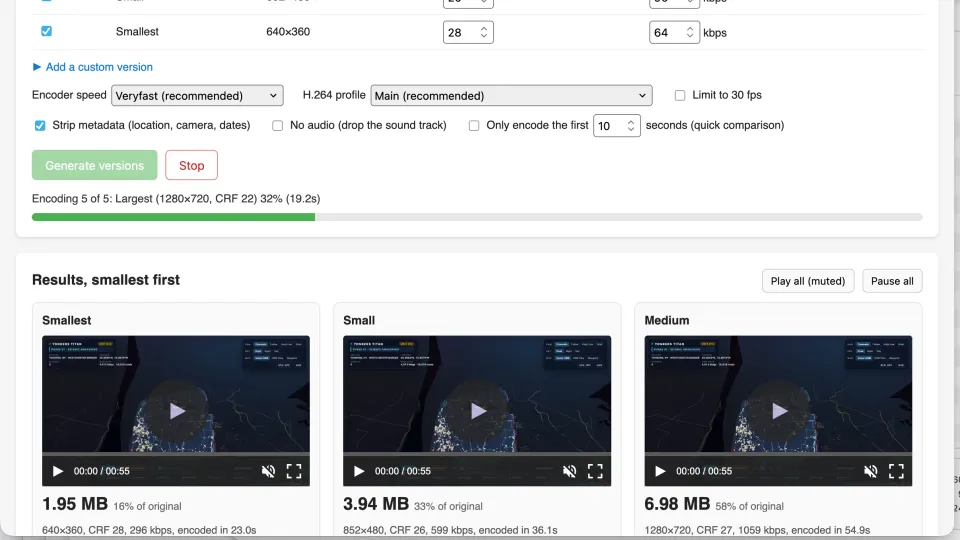 kbps
Smallest 640×360 28 64 kbps
▶ Add a custom version
Encoder speed Veryfast (recommended) H.264 profile Main (recommended) Limit to 30 fps
Strip metadata (location, camera, dates) No audio (drop the sound track) Only encode the first 10 seconds (quick comparison)
Generate versions Stop
Encoding 5 of 5: Largest (1280×720, CRF 22) 32% (19.2s)
Results, smallest first Play all (muted) Pause all
Smallest Small Medium
00:00 / 00:55 00:00 / 00:55 00:00 / 00:55
1.95 MB 16% of original 3.94 MB 33% of original 6.98 MB 58% of original
640×360, CRF 28, 296 kbps, encoded in 23.0s 852×480, CRF 26, 599 kbps, encoded in 36.1s 1280×720, CRF 27, 1059 kbps, encoded in 54.9s